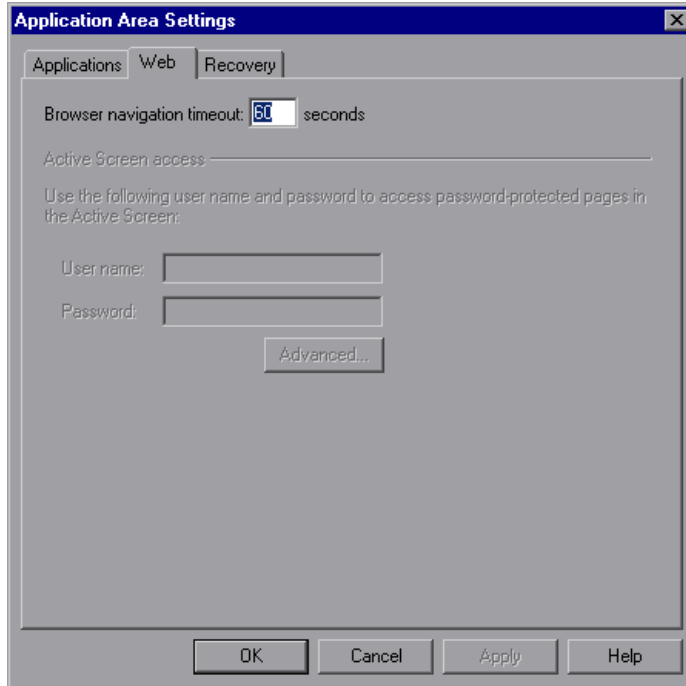 Application Area Settings
Applications Web Recovery
Browser navigation timeout: 60 seconds
Active Screen access
Use the following user name and password to access password-protected pages in
the Active Screen:
User name:
Password:
Advanced...
OK Cancel Apply Help